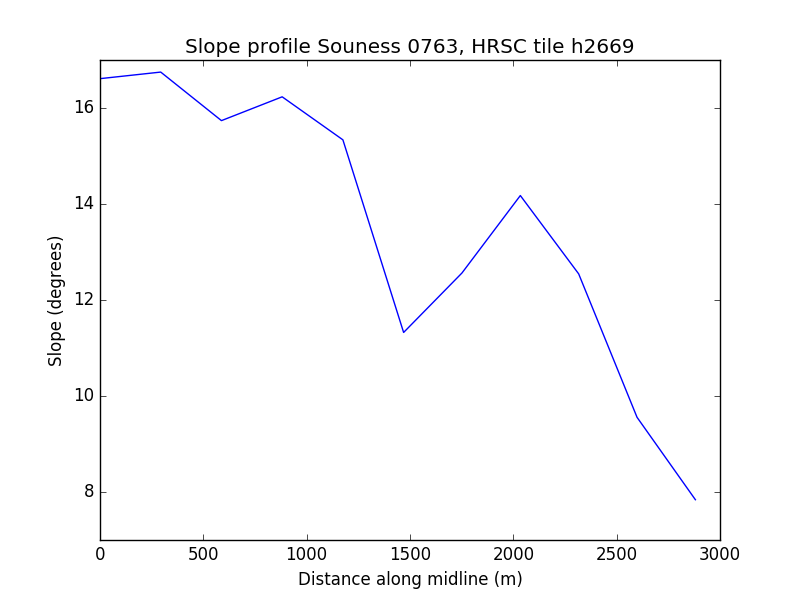 Slope profile Souness 0763, HRSC tile h2669
16
14
12
10
8
Slope (degrees)
0 500 1000 1500 2000 2500 3000
Distance along midline (m)